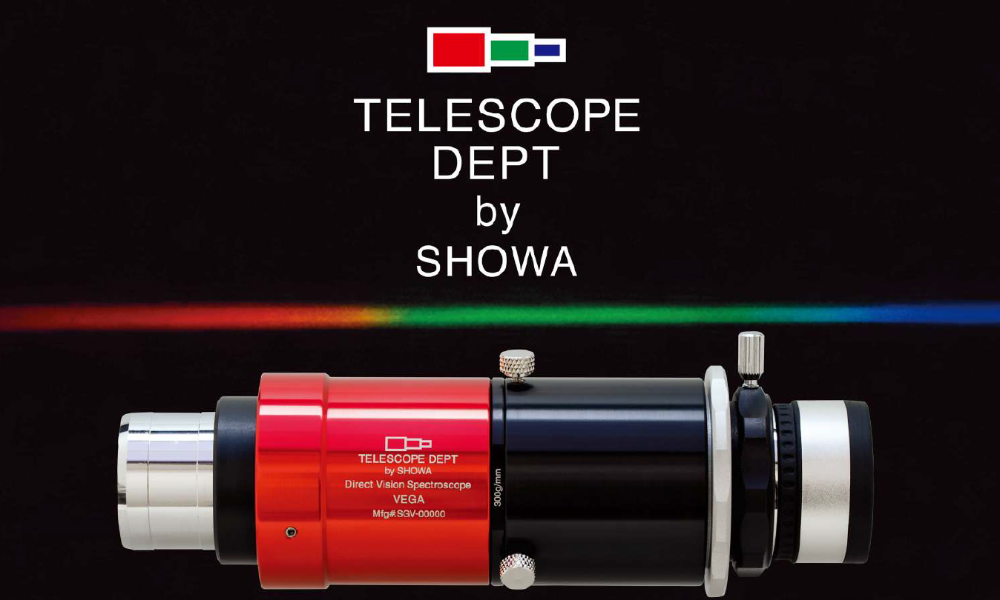 TELESCOPE
DEPT
by
SHOWA
TELESCOPE DEPT
by SHOWA
Direct Vision Spectroscope
VEGA
Mfg#:SGV-00000
300g/mm